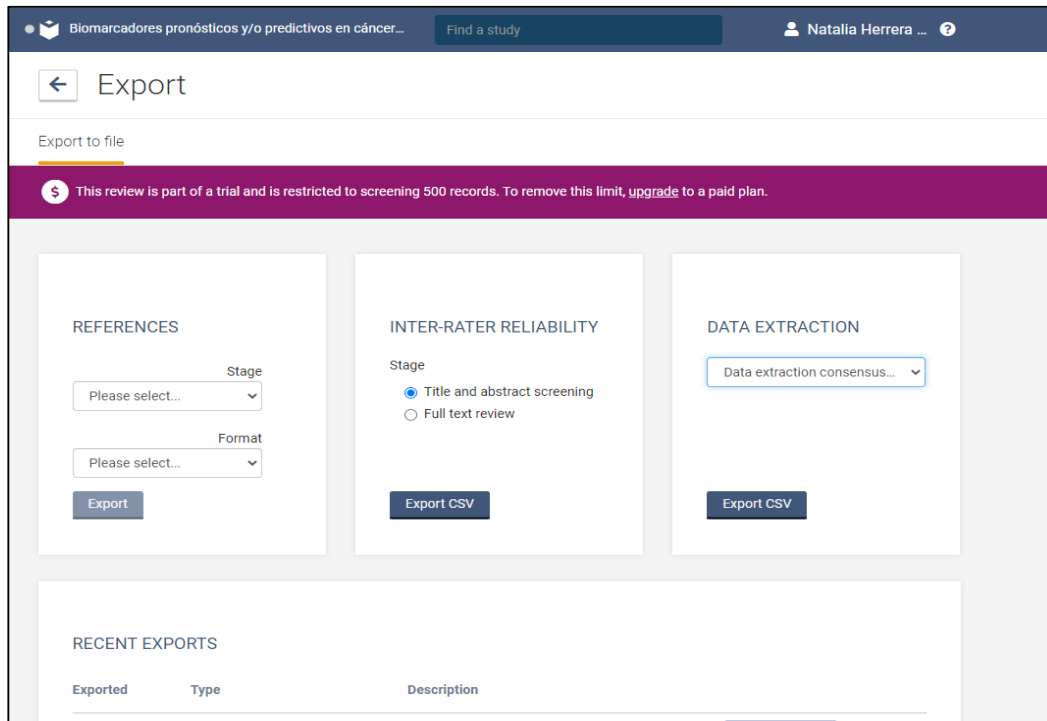 Biomarcadores pronósticos y/o predictivos en cáncer...
Find a study
Natalia Herrera ...
?
Export
Export to file
$ This review is part of a trial and is restricted to screening 500 records. To remove this limit, upgrade to a paid plan.
REFERENCES
Stage
Please select...
Format
Please select...
Export
INTER-RATER RELIABILITY
Stage
Title and abstract screening
Full text review
Export CSV
DATA EXTRACTION
Data extraction consensus...
Export CSV
RECENT EXPORTS
Exported Type Description